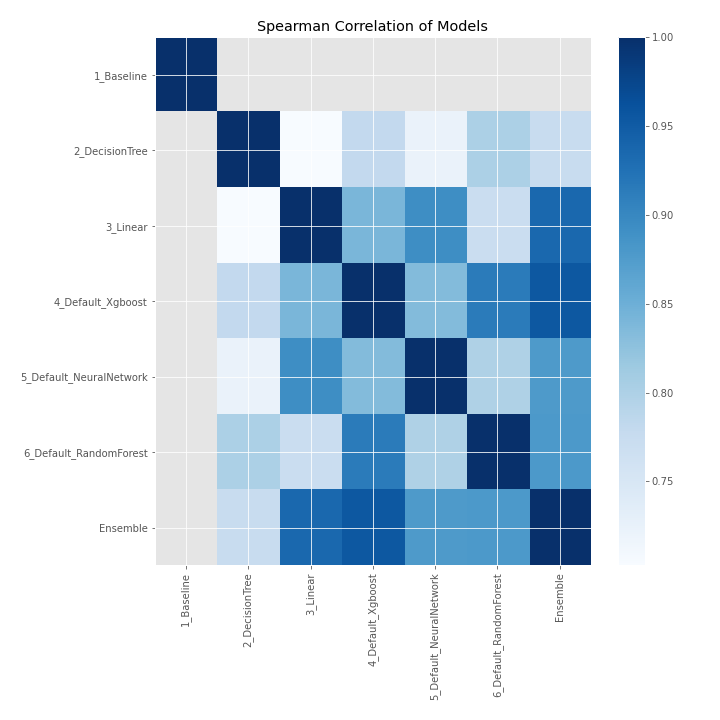 Spearman Correlation of Models
1_Baseline
2_DecisionTree
3_Linear
4_Default_Xgboost
5_Default_NeuralNetwork
6_Default_RandomForest
Ensemble
1_Baseline
2_DecisionTree
3_Linear
4_Default_Xgboost
5_Default_NeuralNetwork
6_Default_RandomForest
Ensemble
1.00
0.95
0.90
0.85
0.80
0.75